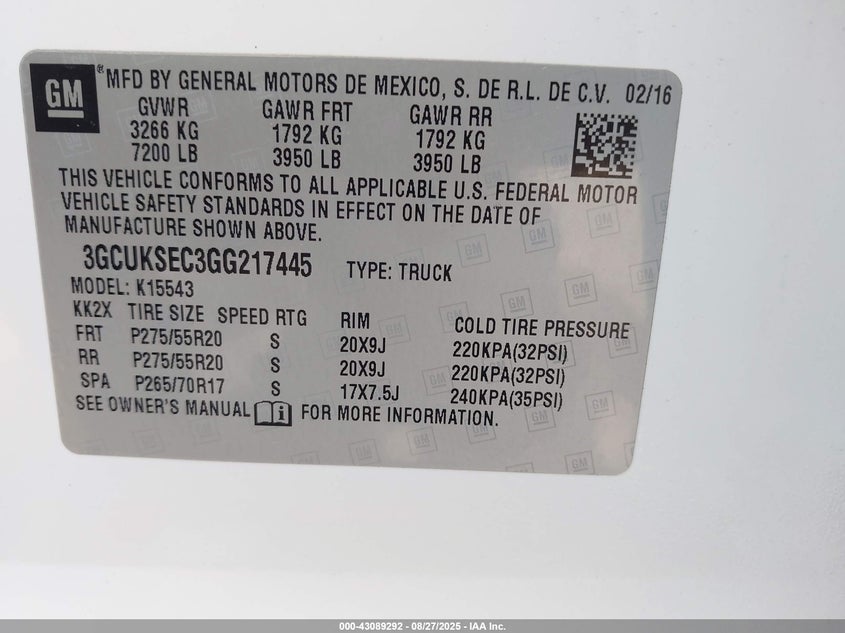 GM ® MFD BY GENERAL MOTORS DE MEXICO, S. DE R.L. DE C.V. 02/16
GVWR GAWR FRT GAWR RR
3266 KG 1792 KG 1792 KG
7200 LB 3950 LB 3950 LB
THIS VEHICLE CONFORMS TO ALL APPLICABLE U.S. FEDERAL MOTOR
VEHICLE SAFETY STANDARDS IN EFFECT ON THE DATE OF
MANUFACTURE SHOWN ABOVE.
3GCUKSEC3GG217445 TYPE: TRUCK
MODEL: K15543
KK2X TIRE SIZE SPEED RTG RIM COLD TIRE PRESSURE
FRT P275/55R20 S 20X9J 220KPA(32PSI)
RR P275/55R20 S 20X9J 220KPA(32PSI)
SPA P265/70R17 S 17X7.5J 240KPA(35PSI)
SEE OWNER'S MANUAL i FOR MORE INFORMATION.
000-43089292 - 08/27/2025 - IAA Inc.